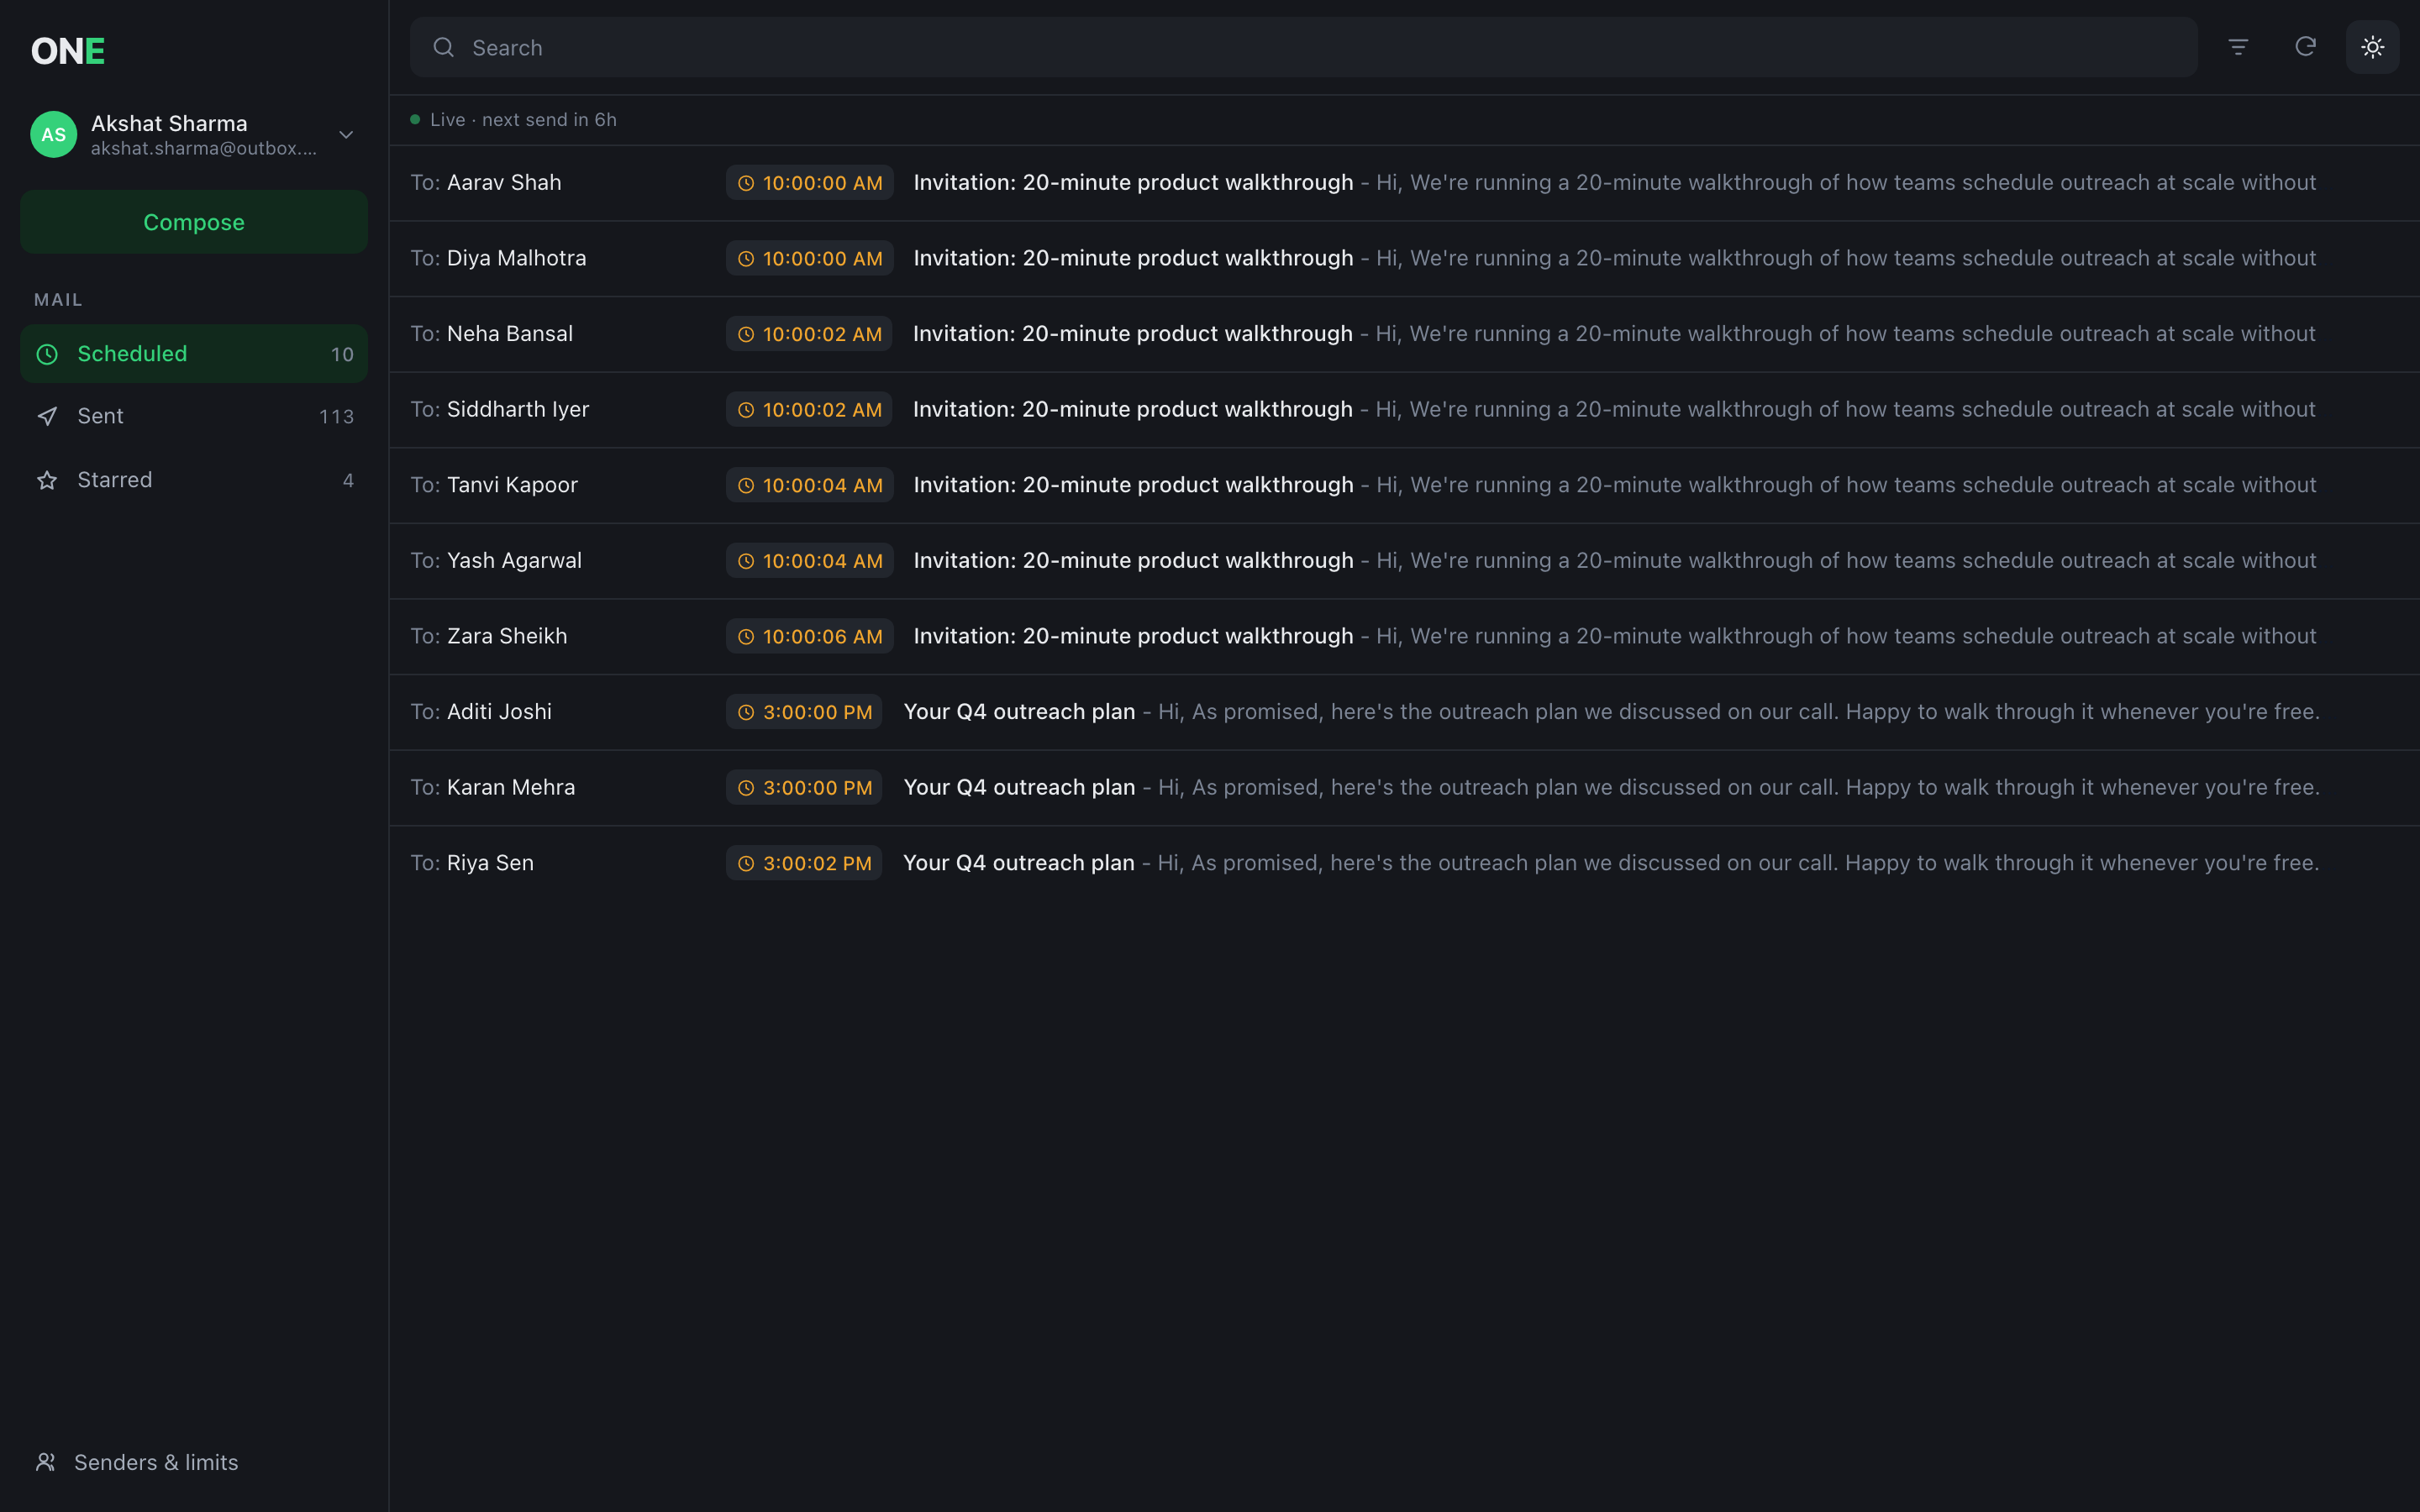 ONE
AS
Akshat Sharma
akshat.sharma@outbox....
Compose
MAIL
Scheduled 10
Sent 113
Starred 4
Senders & limits
Search
Live · next send in 6h
To: Aarav Shah 10:00:00 AM Invitation: 20-minute product walkthrough - Hi, We're running a 20-minute walkthrough of how teams schedule outreach at scale without
To: Diya Malhotra 10:00:00 AM Invitation: 20-minute product walkthrough - Hi, We're running a 20-minute walkthrough of how teams schedule outreach at scale without
To: Neha Bansal 10:00:02 AM Invitation: 20-minute product walkthrough - Hi, We're running a 20-minute walkthrough of how teams schedule outreach at scale without
To: Siddharth Iyer 10:00:02 AM Invitation: 20-minute product walkthrough - Hi, We're running a 20-minute walkthrough of how teams schedule outreach at scale without
To: Tanvi Kapoor 10:00:04 AM Invitation: 20-minute product walkthrough - Hi, We're running a 20-minute walkthrough of how teams schedule outreach at scale without
To: Yash Agarwal 10:00:04 AM Invitation: 20-minute product walkthrough - Hi, We're running a 20-minute walkthrough of how teams schedule outreach at scale without
To: Zara Sheikh 10:00:06 AM Invitation: 20-minute product walkthrough - Hi, We're running a 20-minute walkthrough of how teams schedule outreach at scale without
To: Aditi Joshi 3:00:00 PM Your Q4 outreach plan - Hi, As promised, here's the outreach plan we discussed on our call. Happy to walk through it whenever you're free.
To: Karan Mehra 3:00:00 PM Your Q4 outreach plan - Hi, As promised, here's the outreach plan we discussed on our call. Happy to walk through it whenever you're free.
To: Riya Sen 3:00:02 PM Your Q4 outreach plan - Hi, As promised, here's the outreach plan we discussed on our call. Happy to walk through it whenever you're free.